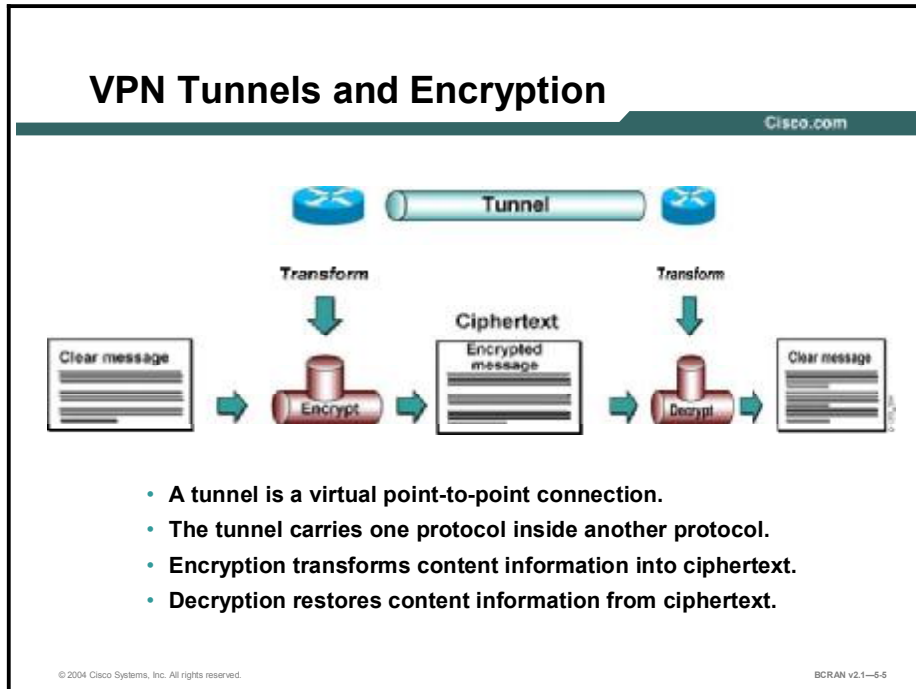 VPN Tunnels and Encryption
Cisco.com
Tunnel
Transform
Transform
Ciphertext
Clear message
Encrypt
Encrypted
message
Decrypt
Clear message
• A tunnel is a virtual point-to-point connection.
• The tunnel carries one protocol inside another protocol.
• Encryption transforms content information into ciphertext.
• Decryption restores content information from ciphertext.
© 2004 Cisco Systems, Inc. All rights reserved.
BCRAN v2.1—5-5